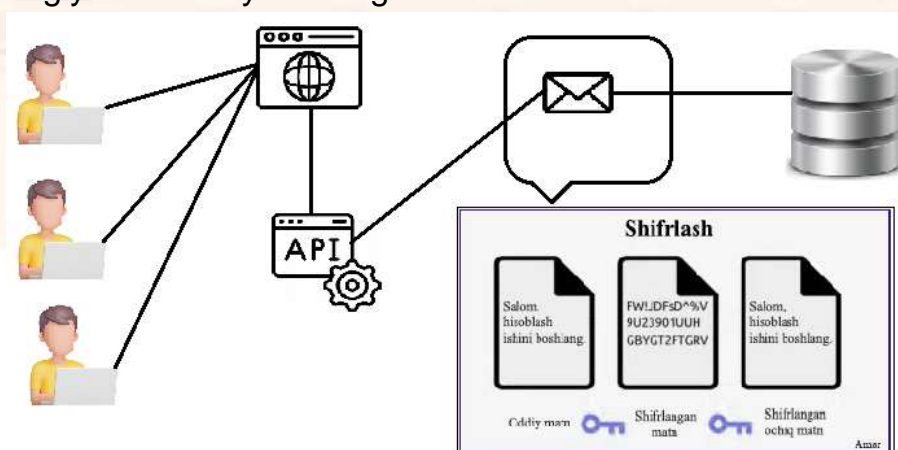 API
Shifrlash
Salom,
hisoblash
ishini boshlang.
FW!JDFsD^%V
9U23901UUH
GBYGT2FTGRV
Salom,
hisoblash
ishini boshlang.
Oddiy matn
Shifrlangan
matn
Shifrlangan
ochiq matn